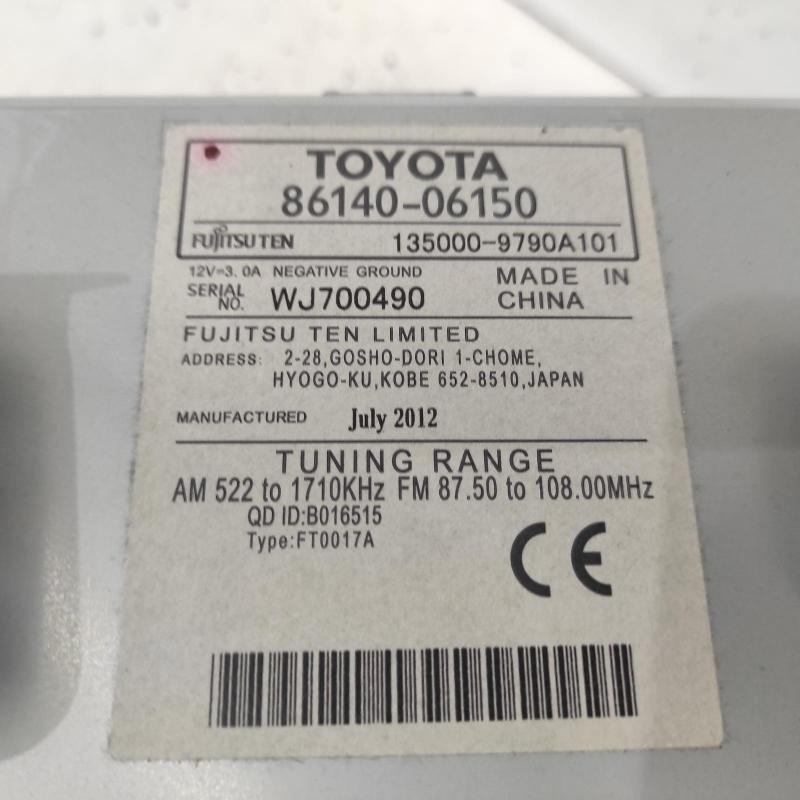 TOYOTA
86140-06150
FUJITSU TEN 135000-9790A101
12V⎓3.0A NEGATIVE GROUND
SERIAL NO. WJ700490
MADE IN
CHINA
FUJITSU TEN LIMITED
ADDRESS: 2-28,GOSHO-DORI 1-CHOME,
HYOGO-KU,KOBE 652-8510,JAPAN
MANUFACTURED July 2012
TUNING RANGE
AM 522 to 1710KHz FM 87.50 to 108.00MHz
QD ID:B016515
Type:FT0017A
CE